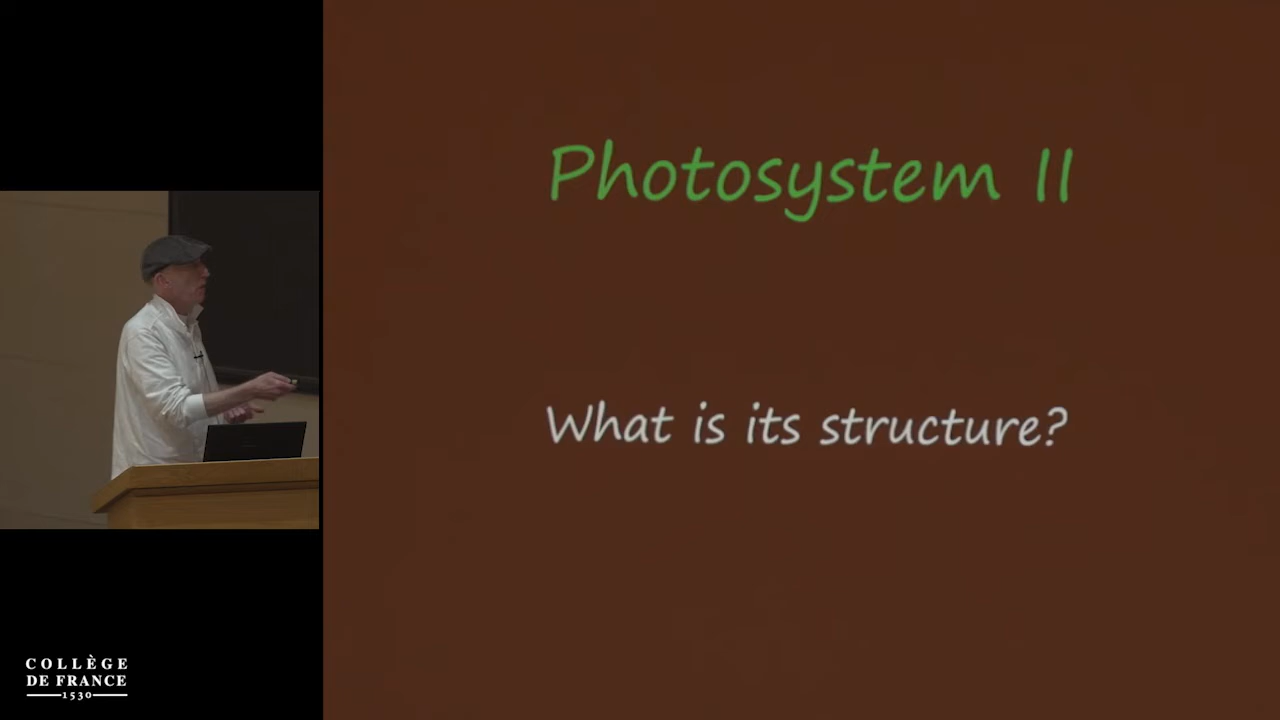 Photosystem II
What is its structure?
COLLÈGE
DE FRANCE
1530